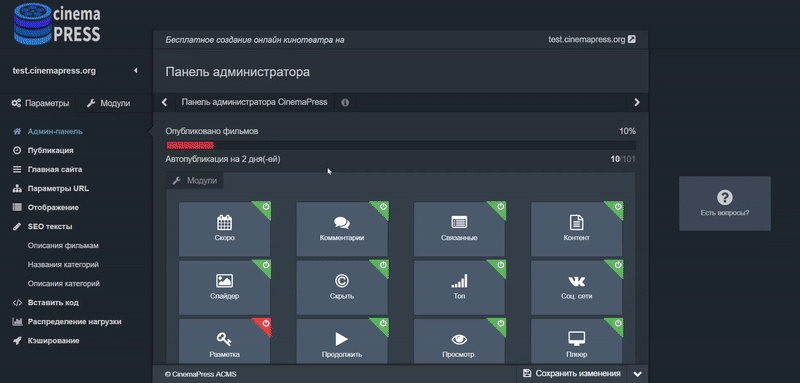 cinema
PRESS
test.cinemapress.org
Параметры
Модули
Админ-панель
Публикация
Главная сайта
Параметры URL
Отображение
SEO тексты
Описания фильмам
Названия категорий
Описания категорий
Вставить код
Распределение нагрузки
Кэширование
Бесплатное создание онлайн кинотеатра на
test.cinemapress.org
Панель администратора
Панель администратора CinemaPress
Опубликовано фильмов 10%
Автопубликация на 2 дня(-ей) 10/101
Модули
Скоро Комментарии Связанные Контент
Слайдер Скрыть Топ Соц. сети
Разметка Продолжить Просмотр. Плеер
© CinemaPress ACMS
Сохранить изменения
Есть вопросы?